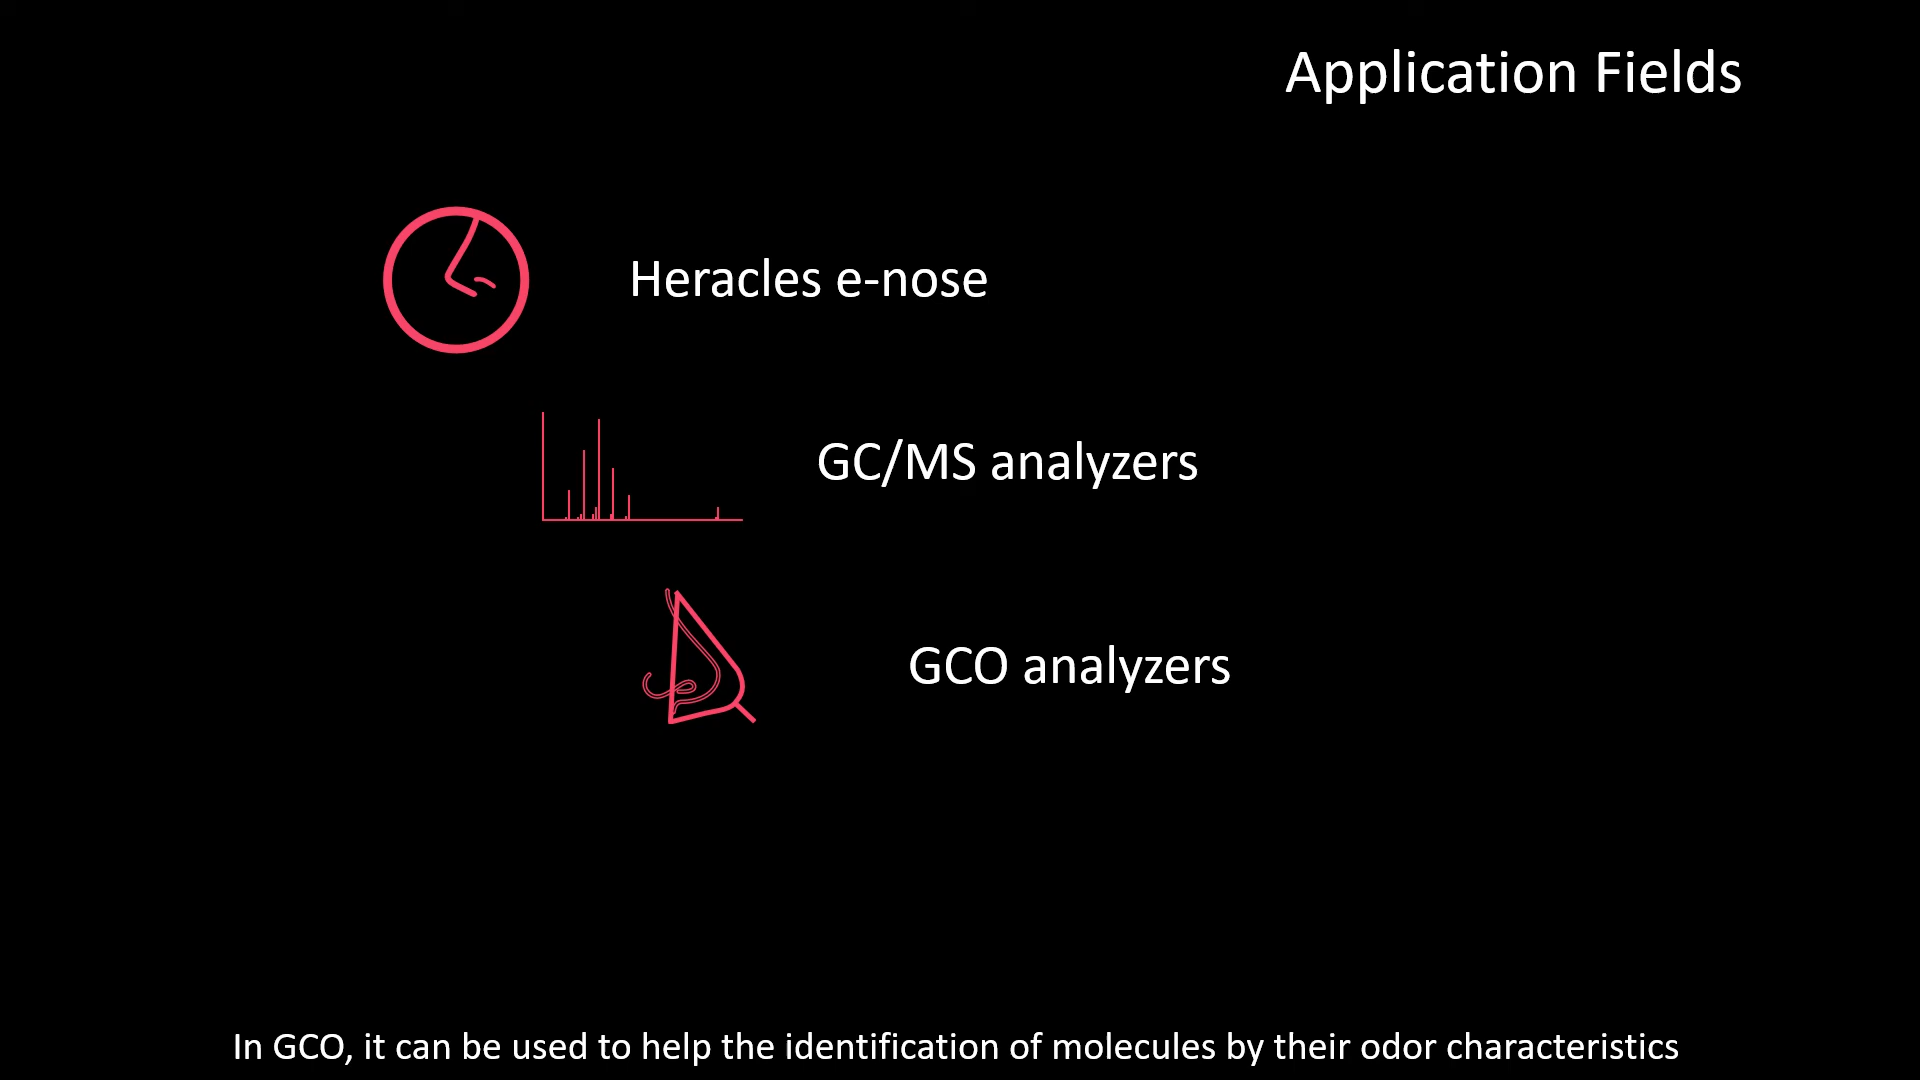 Application Fields
Heracles e-nose
GC/MS analyzers
GCO analyzers
In GCO, it can be used to help the identification of molecules by their odor characteristics